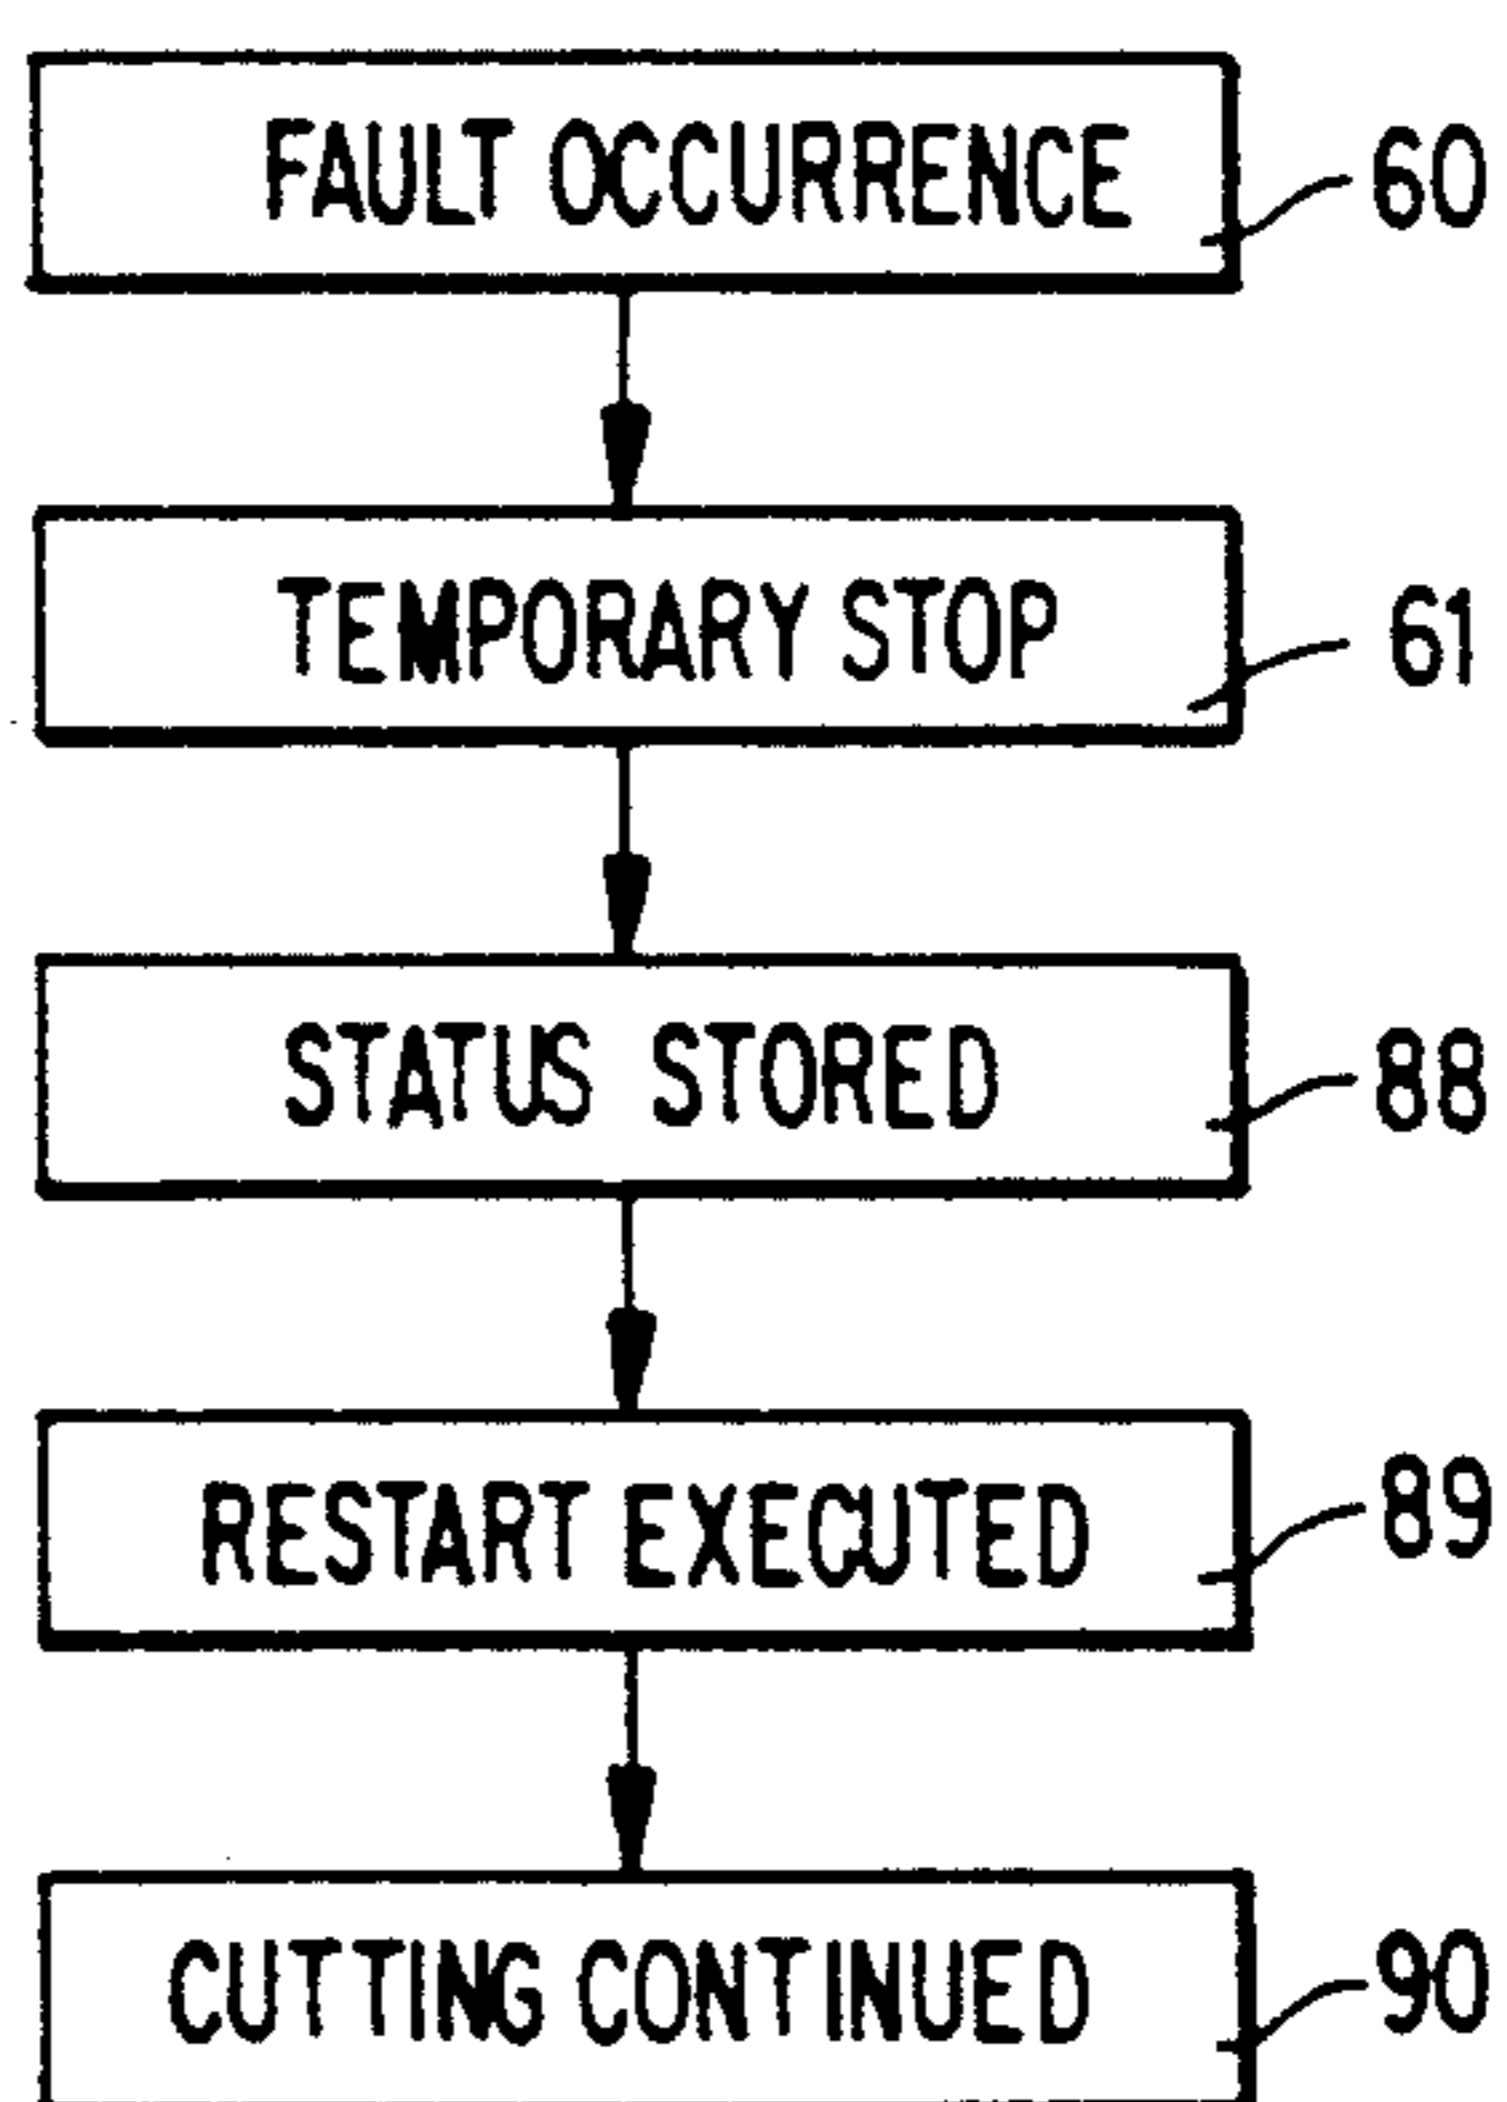 FAULT OCCURRENCE 60
TEMPORARY STOP 61
STATUS STORED 88
RESTART EXECUTED 89
CUTTING CONTINUED 90